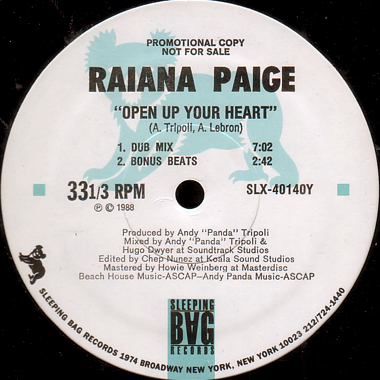 PROMOTIONAL COPY
NOT FOR SALE
RAIANA PAIGE
"OPEN UP YOUR HEART"
(A. Tripoli, A. Lebron)
1. DUB MIX 7:02
2. BONUS BEATS 2:42
33 1/3 RPM SLX-40140Y
℗ © 1988
Produced by Andy "Panda" Tripoli
Mixed by Andy "Panda" Tripoli &
Hugo Dwyer at Soundtrack Studios
Edited by Chep Nunez at Koala Sound Studios
Mastered by Howie Weinberg at Masterdisc
Beach House Music-ASCAP—Andy Panda Music-ASCAP
SLEEPING
BAG
RECORDS
SLEEPING BAG RECORDS 1974 BROADWAY NEW YORK, NEW YORK 10023 212/724-1440